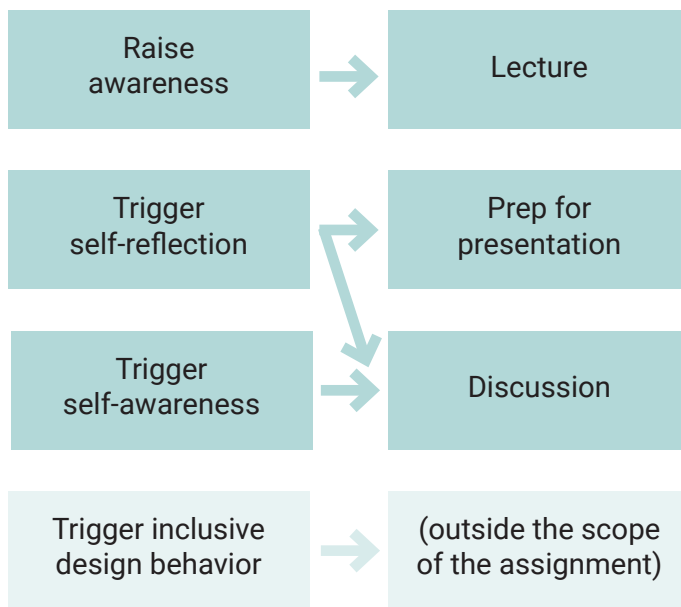 Raise
awareness
Lecture
Trigger
self-reflection
Prep for
presentation
Trigger
self-awareness
Discussion
Trigger inclusive
design behavior
(outside the scope
of the assignment)